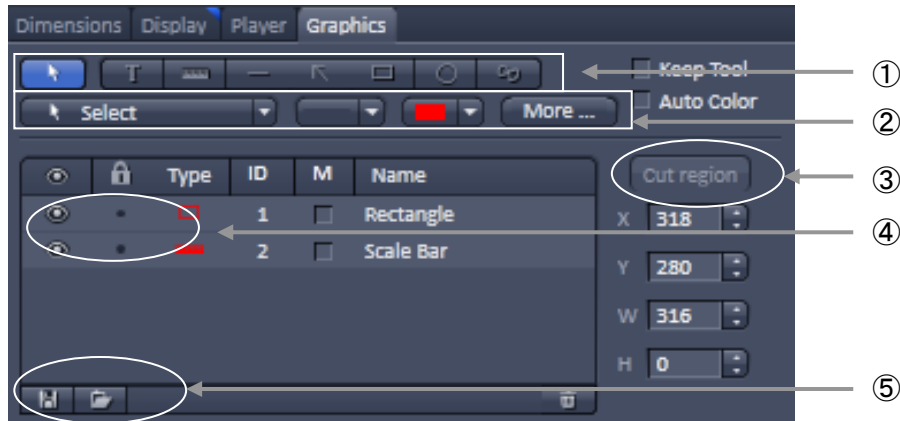 Dimensions Display Player Graphics
T Keep Tool ①
Select More ... Auto Color ②
Type ID M Name Cut region ③
1 Rectangle X 318 ④
2 Scale Bar
Y 280
W 316
H 0 ⑤